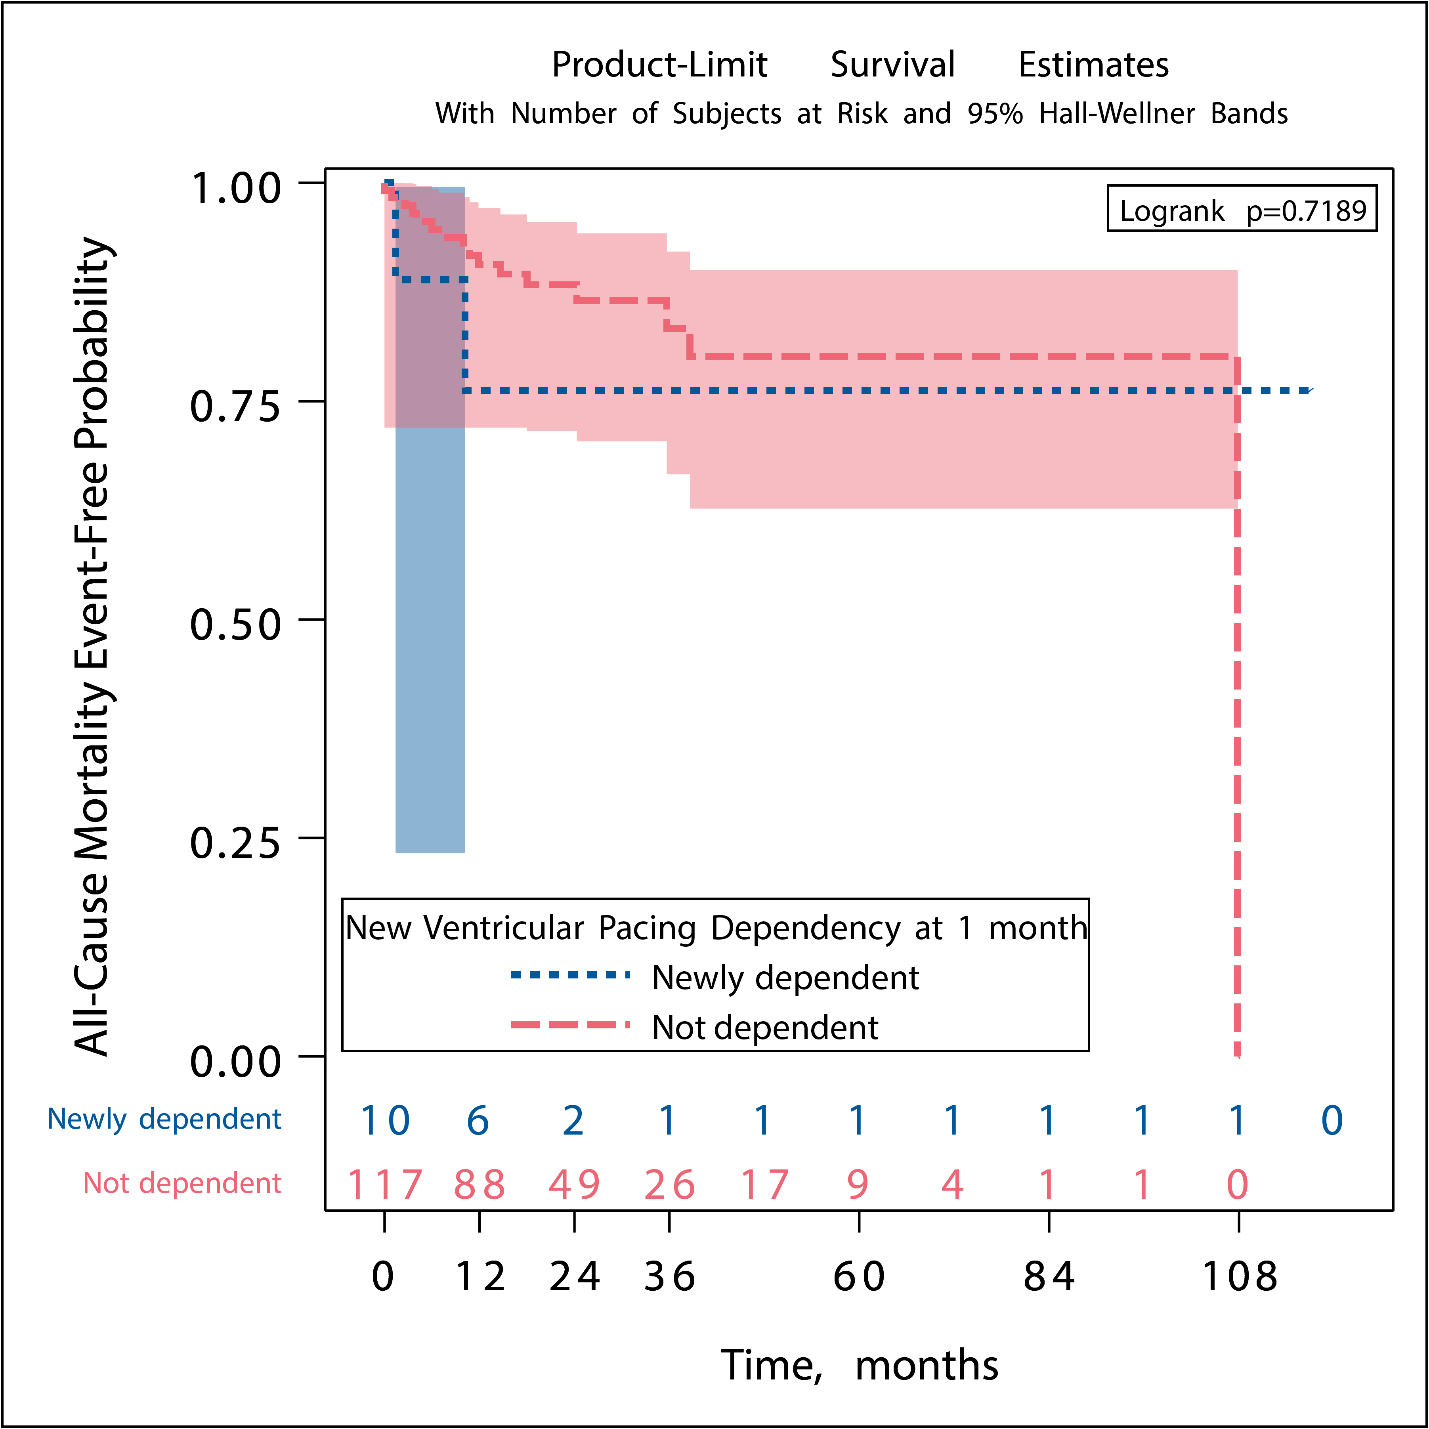 Product-Limit Survival Estimates
With Number of Subjects at Risk and 95% Hall-Wellner Bands
Logrank p=0.7189
All-Cause Mortality Event-Free Probability
1.00
0.75
0.50
0.25
0.00
New Ventricular Pacing Dependency at 1 month
Newly dependent
Not dependent
Newly dependent 10 6 2 1 1 1 1 1 1 1 0
Not dependent 117 88 49 26 17 9 4 1 1 0
0 12 24 36 60 84 108
Time, months